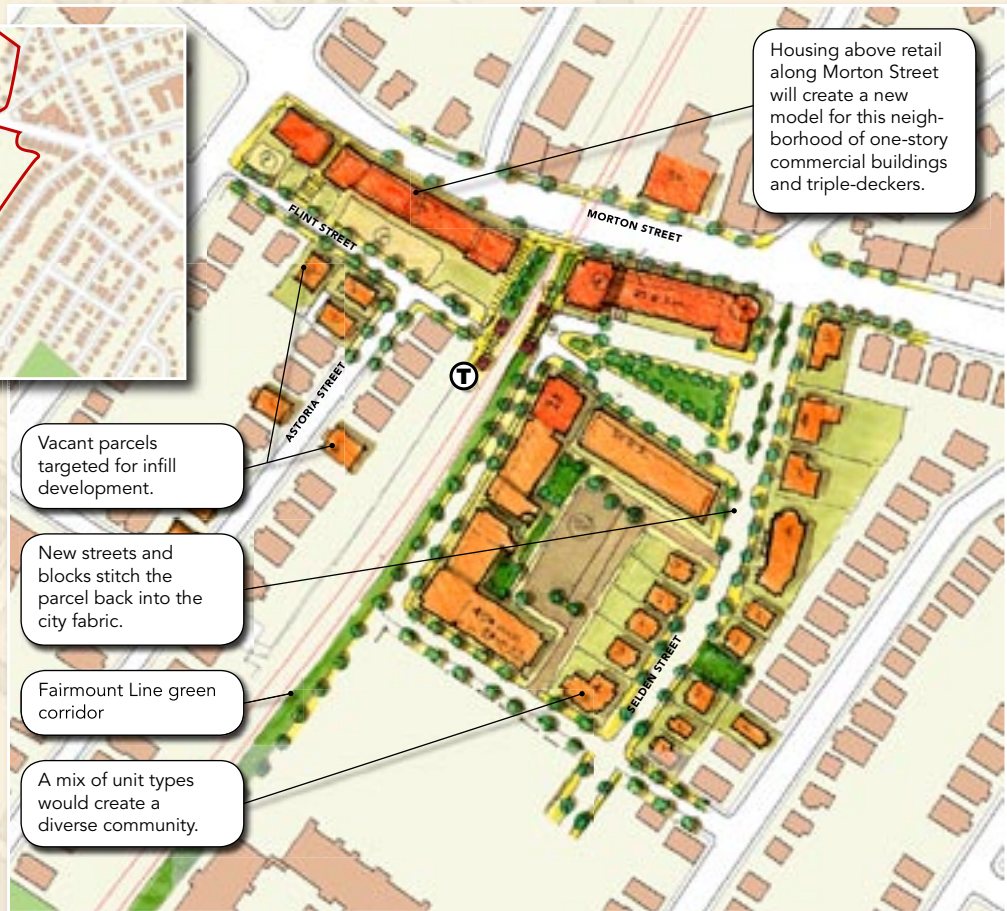 Housing above retail
along Morton Street
will create a new
model for this neigh-
borhood of one-story
commercial buildings
and triple-deckers.
MORTON STREET
FLINT STREET
T
ASTORIA STREET
Vacant parcels
targeted for infill
development.
New streets and
blocks stitch the
parcel back into the
city fabric.
SELDEN STREET
Fairmount Line green
corridor
A mix of unit types
would create a
diverse community.